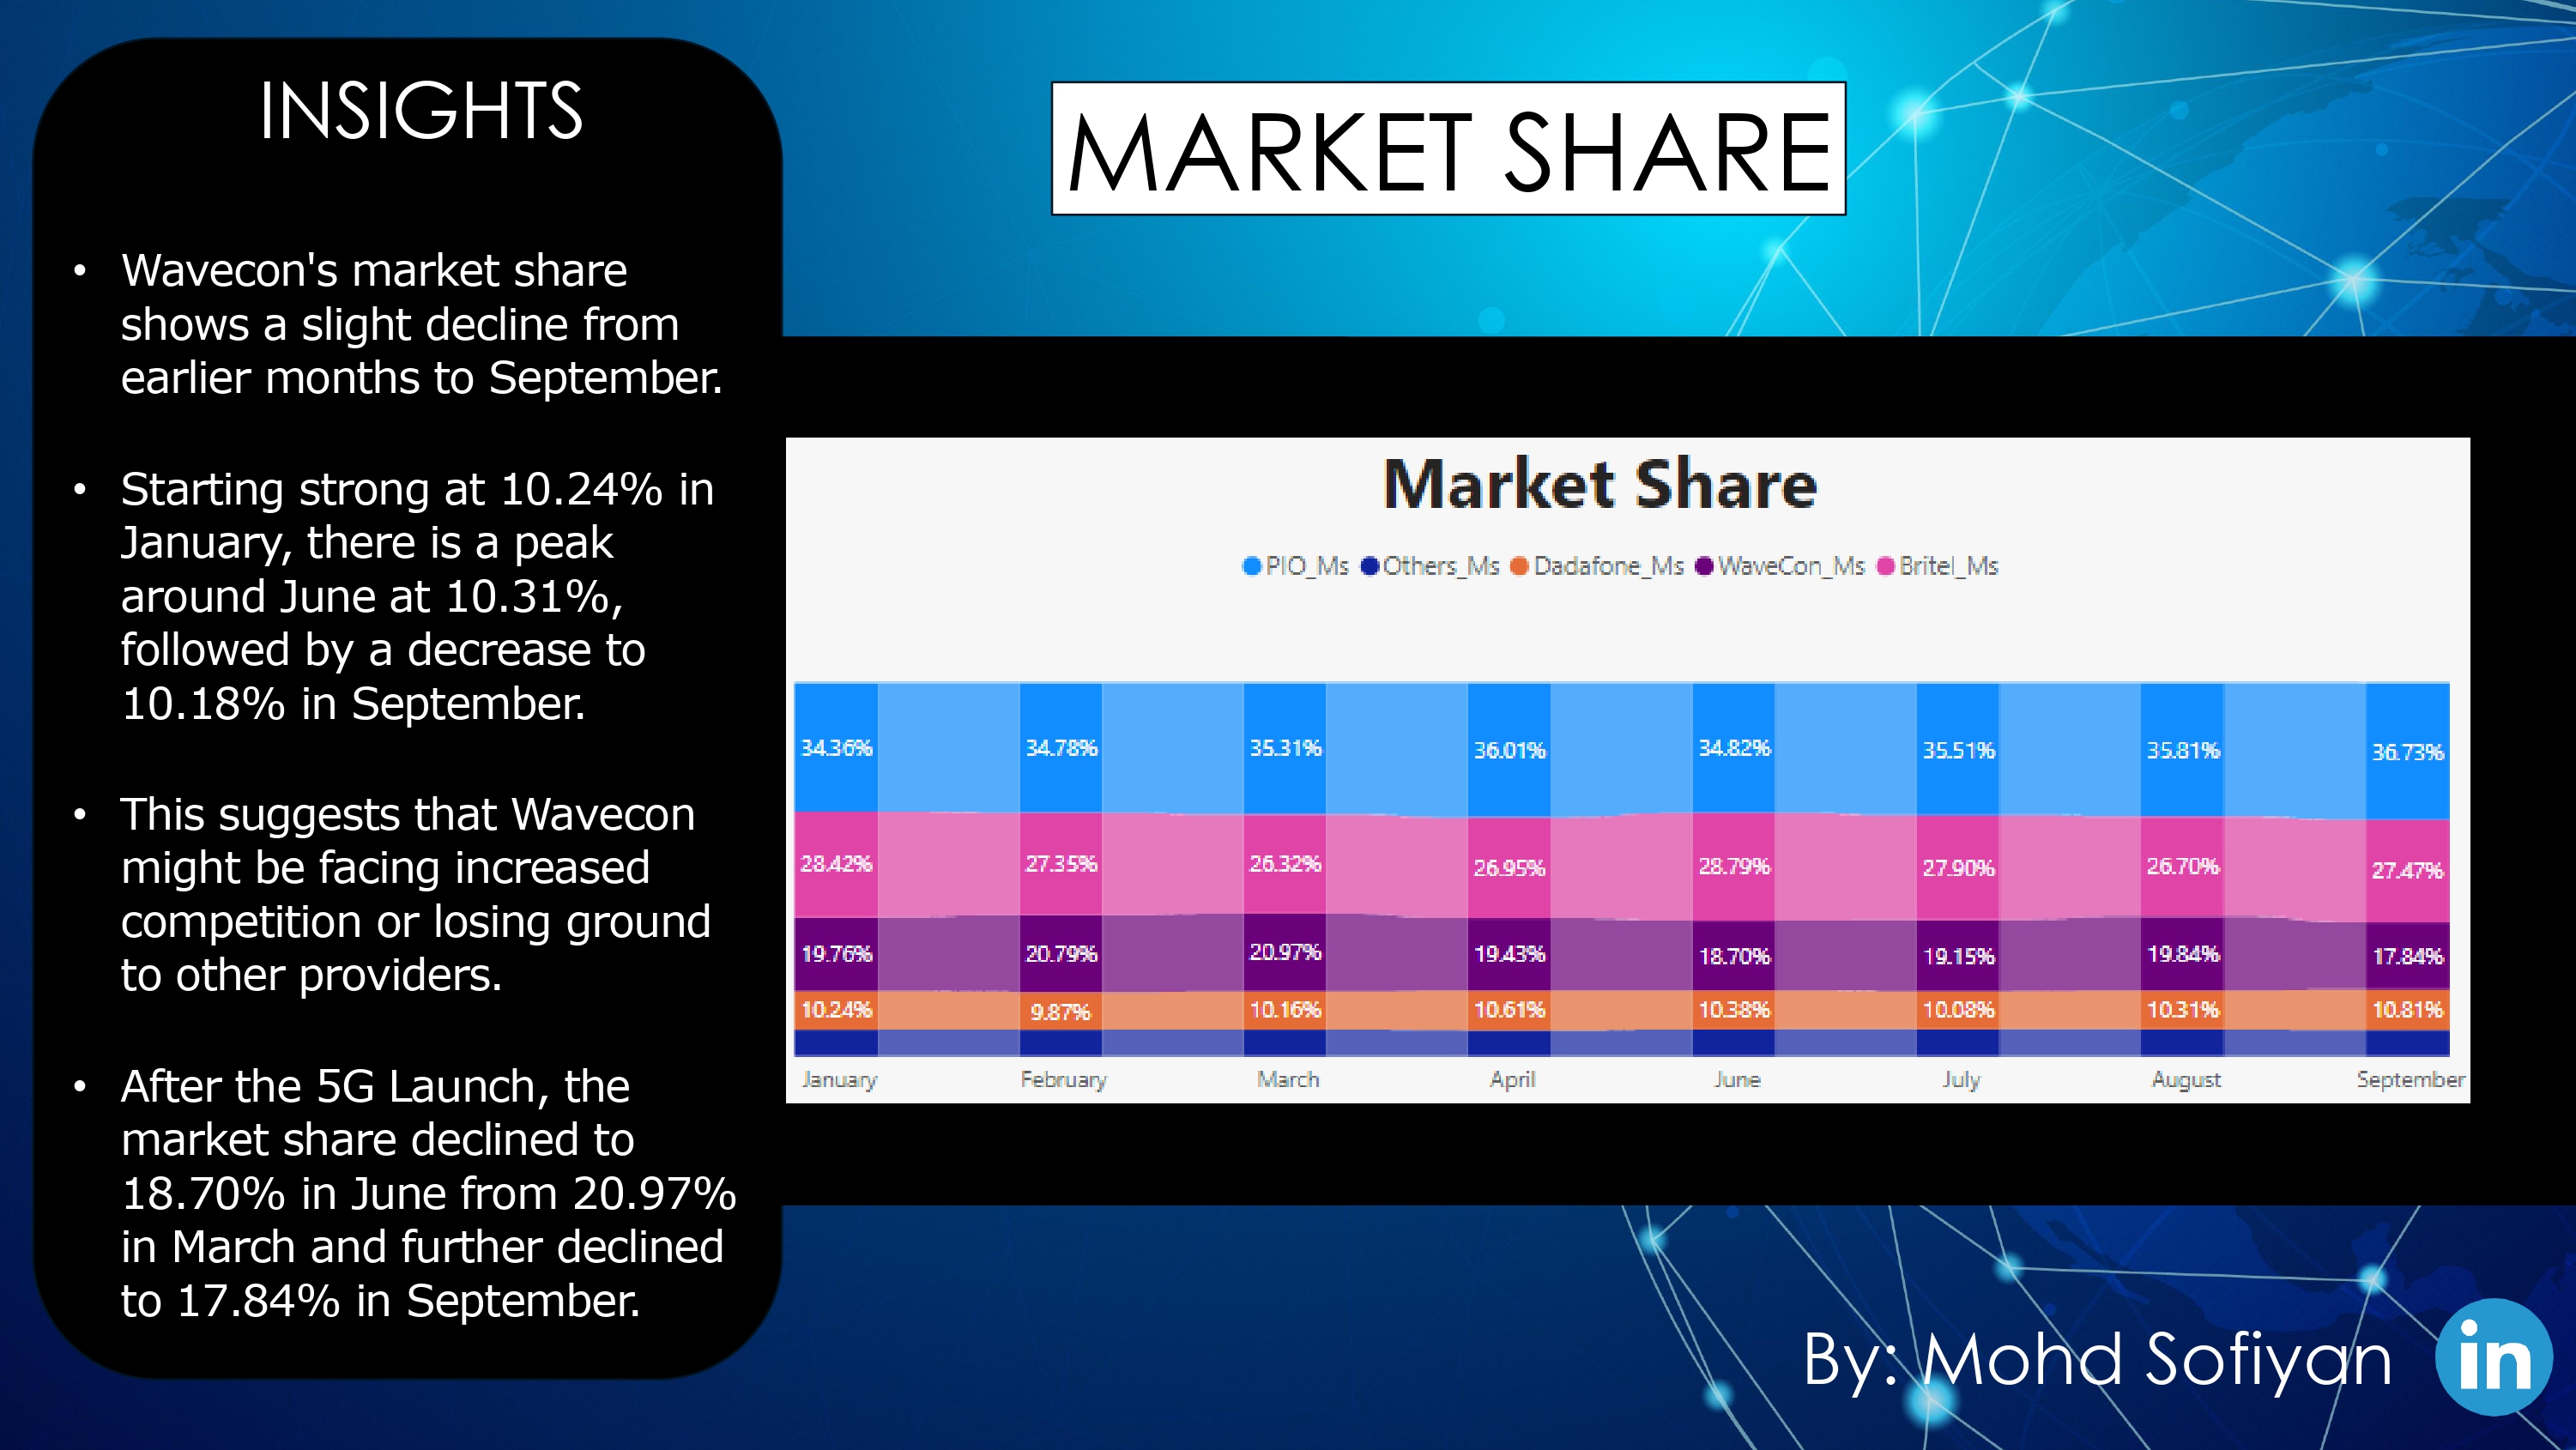 INSIGHTS
• Wavecon's market share
shows a slight decline from
earlier months to September.
• Starting strong at 10.24% in
January, there is a peak
around June at 10.31%,
followed by a decrease to
10.18% in September.
• This suggests that Wavecon
might be facing increased
competition or losing ground
to other providers.
• After the 5G Launch, the
market share declined to
18.70% in June from 20.97%
in March and further declined
to 17.84% in September.
MARKET SHARE
Market Share
PIO_Ms Others_Ms Dadafone_Ms WaveCon_Ms Britel_Ms
34.36% 34.78% 35.31% 36.01% 34.82% 35.51% 35.81% 36.73%
28.42% 27.35% 26.32% 26.95% 28.79% 27.90% 26.70% 27.47%
19.76% 20.79% 20.97% 19.43% 18.70% 19.15% 19.84% 17.84%
10.24% 9.87% 10.16% 10.61% 10.38% 10.08% 10.31% 10.81%
January February March April June July August September
By: Mohd Sofiyan
in